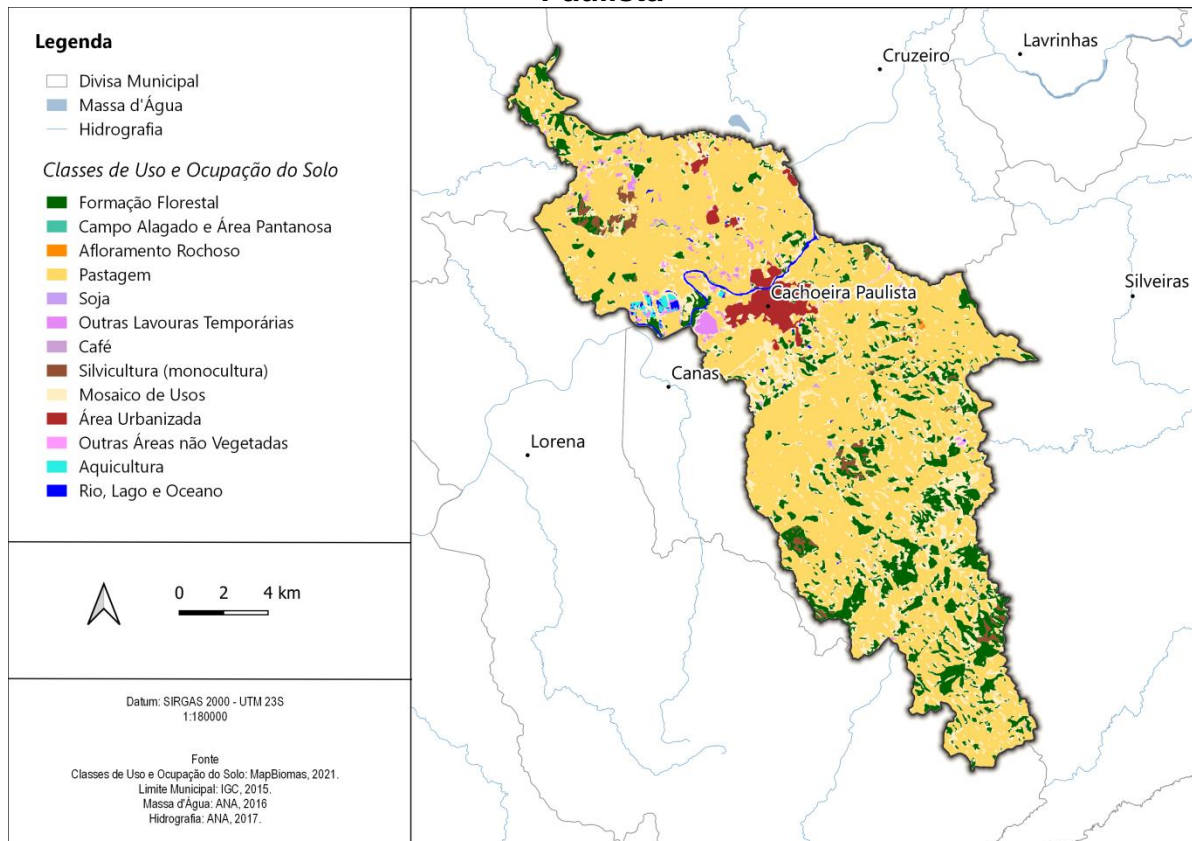 Paulista
Legenda
Divisa Municipal
Massa d'Água
Hidrografia
Classes de Uso e Ocupação do Solo
Formação Florestal
Campo Alagado e Área Pantanosa
Afloramento Rochoso
Pastagem
Soja
Outras Lavouras Temporárias
Café
Silvicultura (monocultura)
Mosaico de Usos
Área Urbanizada
Outras Áreas não Vegetadas
Aquicultura
Rio, Lago e Oceano
0 2 4 km
Datum: SIRGAS 2000 - UTM 23S
1:180000
Fonte
Classes de Uso e Ocupação do Solo: MapBiomas, 2021.
Limite Municipal: IGC, 2015.
Massa d'Água: ANA, 2016
Hidrografia: ANA, 2017.
Lavrinhas
Cruzeiro
Silveiras
Cachoeira Paulista
Canas
Lorena